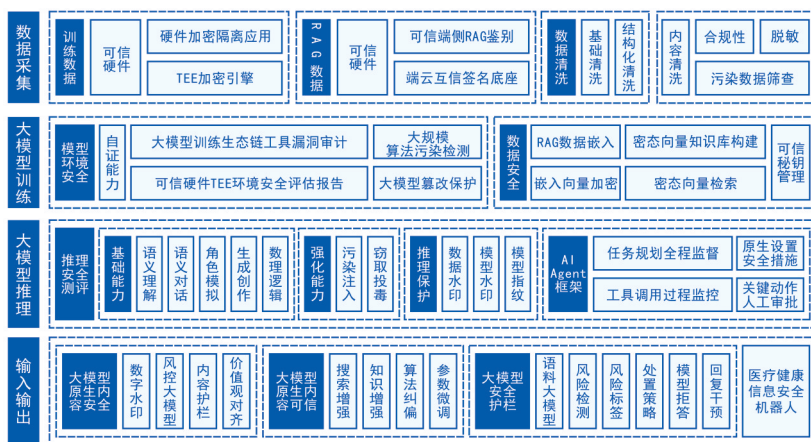 数据采集
训练数据
可信
硬件
硬件加密隔离应用
TEE加密引擎
RAG数据
可信
硬件
可信端侧RAG鉴别
端云互信签名底座
数据清洗
基础清洗
结构化清洗
内容
清洗
合规性
脱敏
污染数据筛查
大模型训练
模型
环境
安全
自证能力
大模型训练生态链工具漏洞审计
大规模
算法污染检测
可信硬件TEE环境安全评估报告
大模型篡改保护
数据安全
RAG数据嵌入
密态向量知识库构建
嵌入向量加密
密态向量检索
可信
秘钥
管理
大模型推理
推理
安全
测评
基础能力
语义理解
语义对话
角色模拟
生成创作
数理逻辑
强化能力
污染注入
窃取投毒
推理保护
数据水印
模型水印
模型指纹
AI
Agent
框架
任务规划全程监督
原生设置
安全措施
工具调用过程监控
关键动作
人工审批
输入输出
大模型
原生内
容安全
数字水印
风控大模型
内容护栏
价值观对齐
大模型
原生内
容可信
搜索增强
知识增强
算法纠偏
参数微调
大模型
安全
护栏
语料大模型
风险检测
风险标签
处置策略
模型拒答
回复干预
医疗健康
信息安全
机器人